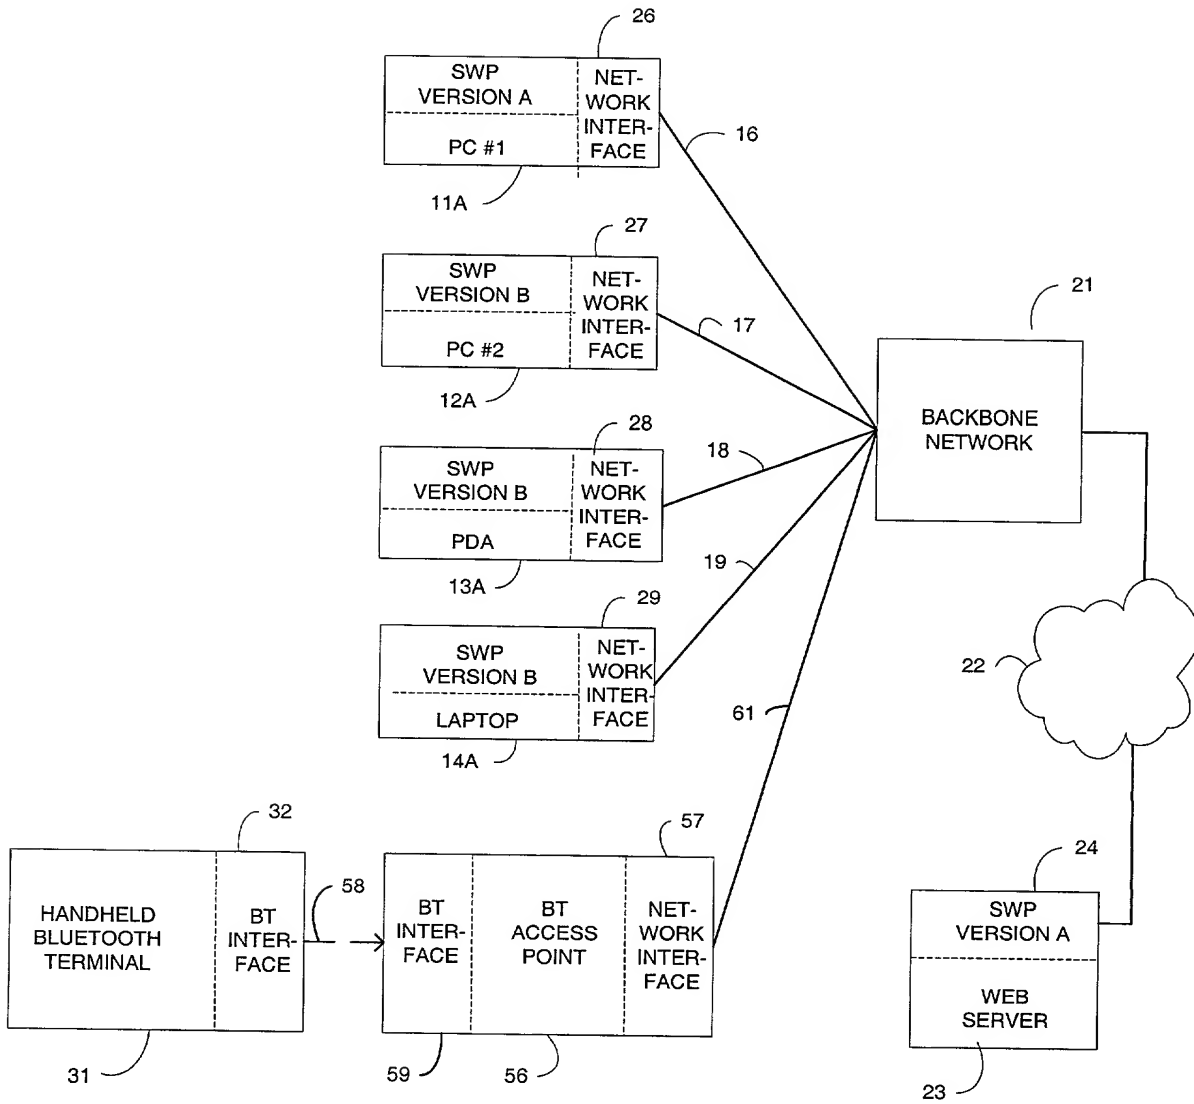 26
SWP
VERSION A
PC #1
NET-
WORK
INTER-
FACE
16
11A
27
SWP
VERSION B
PC #2
NET-
WORK
INTER-
FACE
17
12A
21
BACKBONE
NETWORK
28
SWP
VERSION B
PDA
NET-
WORK
INTER-
FACE
18
13A
29
SWP
VERSION B
LAPTOP
NET-
WORK
INTER-
FACE
19
14A
22
61
32
HANDHELD
BLUETOOTH
TERMINAL
BT
INTER-
FACE
31
58
57
BT
INTER-
FACE
BT
ACCESS
POINT
NET-
WORK
INTER-
FACE
59
56
24
SWP
VERSION A
WEB
SERVER
23